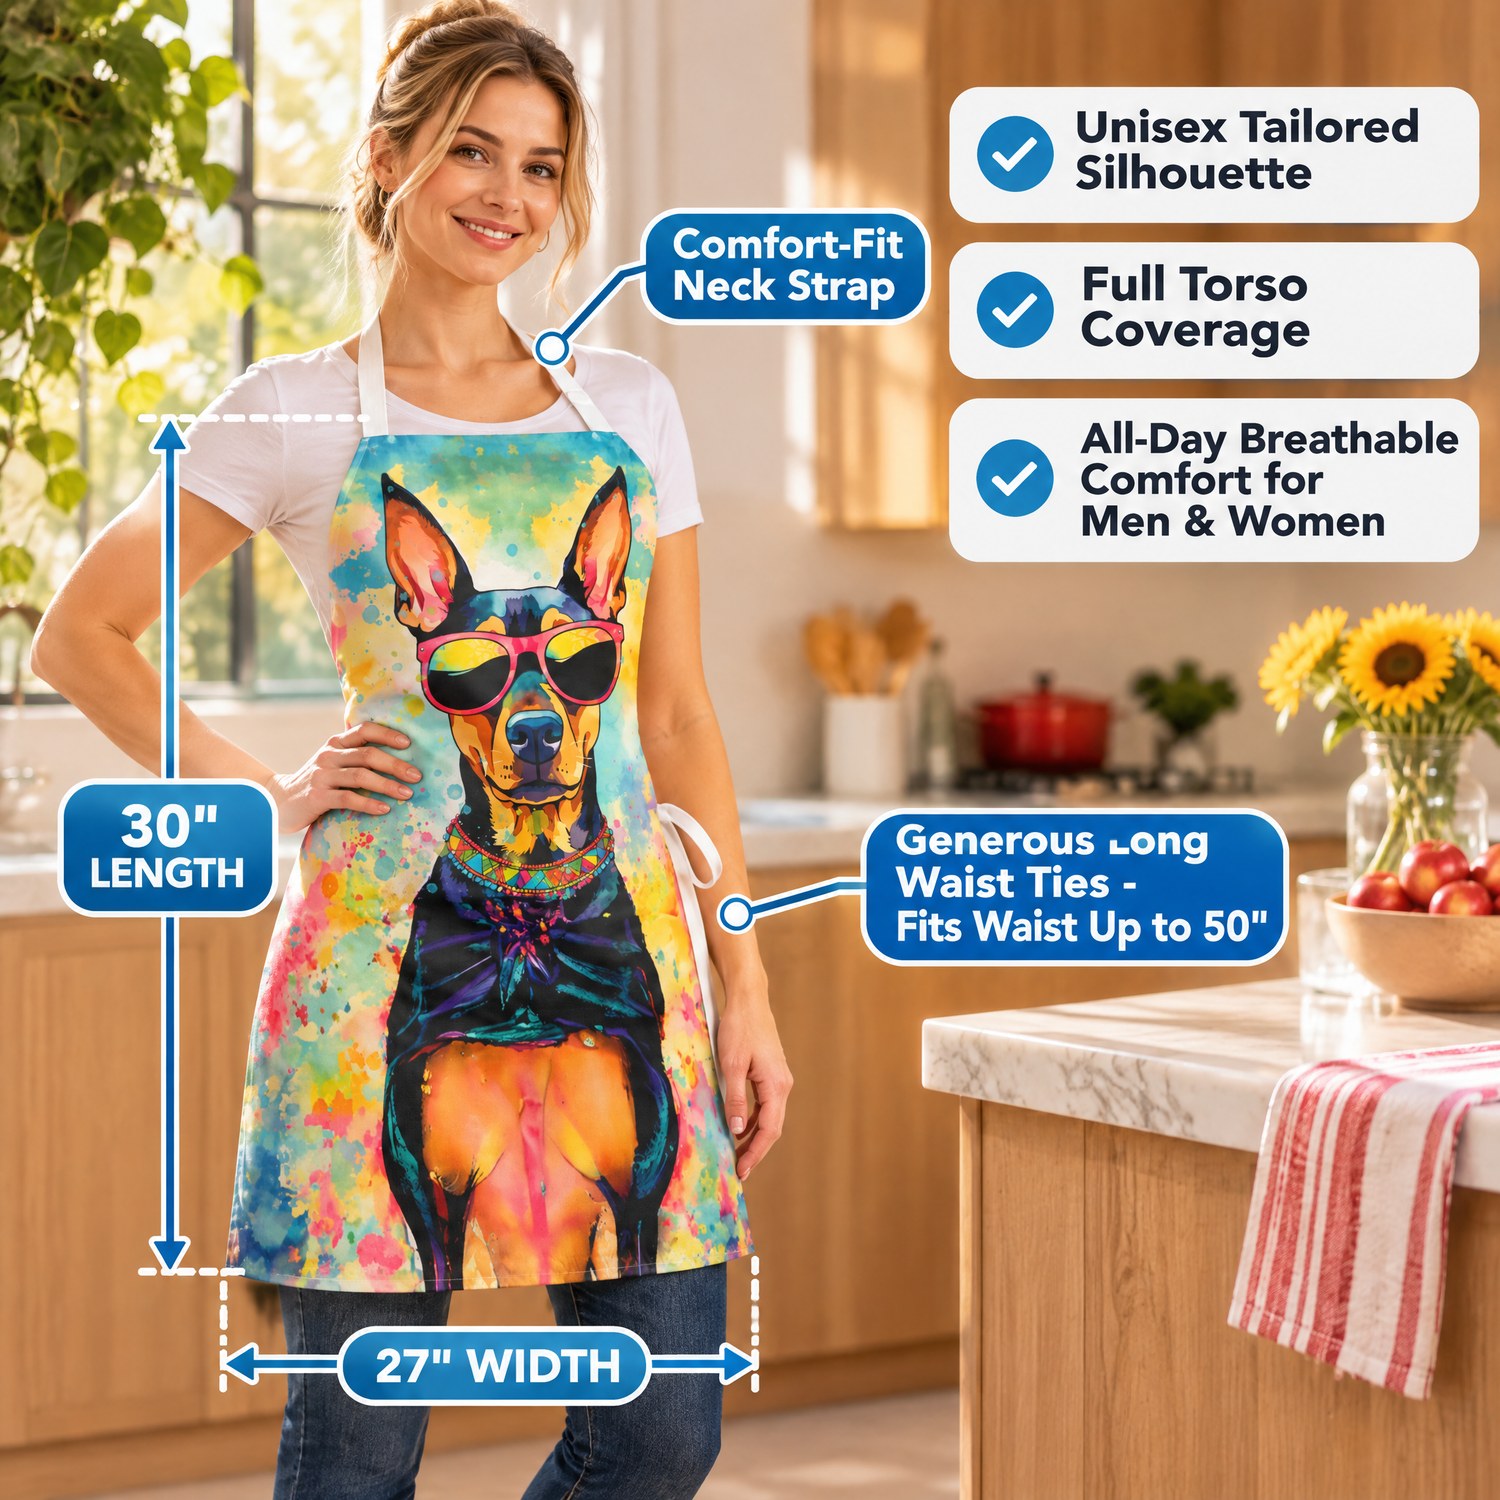 Unisex Tailored
Silhouette
Comfort-Fit
Neck Strap
Full Torso
Coverage
All-Day Breathable
Comfort for
Men & Women
30"
LENGTH
Generous Long
Waist Ties -
Fits Waist Up to 50"
27" WIDTH